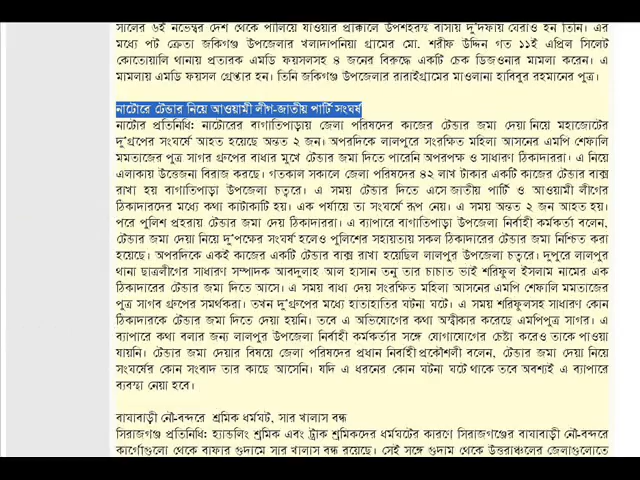 সালের ৬ই নভেম্বর দেশ থেকে পালিয়ে যাওয়ার প্রাক্কালে উপশহরস্থ বাসায় দু'দফায় ঘেরাও হন তিনি। এর
মধ্যে পট ক্রেতা জকিগঞ্জ উপজেলার খলাদাপনিয়া গ্রামের মো. শরীফ উদ্দিন গত ১১ই এপ্রিল সিলেট
কোতোয়ালি থানায় প্রতারক এমডি ফয়সলসহ ৪ জনের বিরুদ্ধে একটি চেক ডিজওনার মামলা করেন। এ
মামলায় এমডি ফয়সল গ্রেপ্তার হন। তিনি জকিগঞ্জ উপজেলার রারাইগ্রামের মাওলানা হাবিবুর রহমানের পুত্র।
নাটোরে টেন্ডার নিয়ে আওয়ামী লীগ-জাতীয় পার্টি সংঘর্ষ
নাটোর প্রতিনিধি: নাটোরের বাগাতিপাড়ায় জেলা পরিষদের কাজের টেন্ডার জমা দেয়া নিয়ে মহাজোটের
দু'গ্রুপের সংঘর্ষে আহত হয়েছে অন্তত ২ জন। অপরদিকে লালপুরে সংরক্ষিত মহিলা আসনের এমপি শেফালি
মমতাজের পুত্র সাগর গ্রুপের বাধার মুখে টেন্ডার জমা দিতে পারেনি অপরপক্ষ ও সাধারণ ঠিকাদাররা। এ নিয়ে
এলাকায় উত্তেজনা বিরাজ করছে। গতকাল সকালে জেলা পরিষদের ৪২ লাখ টাকার একটি কাজের টেন্ডার বাক্স
রাখা হয় বাগাতিপাড়া উপজেলা চত্বরে। এ সময় টেন্ডার দিতে এসে জাতীয় পার্টি ও আওয়ামী লীগের
ঠিকাদারদের মধ্যে কথা কাটাকাটি হয়। এক পর্যায়ে তা সংঘর্ষে রূপ নেয়। এ সময় অন্তত ২ জন আহত হয়।
পরে পুলিশ প্রহরায় টেন্ডার জমা দেন ঠিকাদাররা। এ ব্যাপারে বাগাতিপাড়া উপজেলা নির্বাহী কর্মকর্তা বলেন,
টেন্ডার জমা দেয়া নিয়ে দু'পক্ষের সংঘর্ষ হলেও পুলিশের সহায়তায় সকল ঠিকাদারের টেন্ডার জমা নিশ্চিত করা
হয়েছে। অপরদিকে একই কাজের একটি টেন্ডার বাক্স রাখা হয়েছিল লালপুর উপজেলা চত্বরে। দুপুরে লালপুর
থানা ছাত্রলীগের সাধারণ সম্পাদক আবদুল্লাহ আল হাসান তনু তার চাচাত ভাই শরিফুল ইসলাম নামের এক
ঠিকাদারের টেন্ডার জমা দিতে আসে। এ সময় বাধা দেয় সংরক্ষিত মহিলা আসনের এমপি শেফালি মমতাজের
পুত্র সাগর গ্রুপের সমর্থকরা। তখন দু'গ্রুপের মধ্যে হাতাহাতির ঘটনা ঘটে। এ সময় শরিফুলসহ সাধারণ কোন
ঠিকাদারকে টেন্ডার জমা দিতে দেয়া হয়নি। তবে এ অভিযোগের কথা অস্বীকার করেছে এমপিপুত্র সাগর। এ
ব্যাপারে কথা বলার জন্য লালপুর উপজেলা নির্বাহী কর্মকর্তার সঙ্গে যোগাযোগের চেষ্টা করেও তাকে পাওয়া
যায়নি। টেন্ডার জমা দেয়ার বিষয়ে জেলা পরিষদের প্রধান নির্বাহী প্রকৌশলী বলেন, টেন্ডার জমা দেয়া নিয়ে
সংঘর্ষের কোন সংবাদ তার কাছে আসেনি। যদি এ ধরনের কোন ঘটনা ঘটে থাকে তবে অবশ্যই এ ব্যাপারে
ব্যবস্থা নেয়া হবে।
বাঘাবাড়ী নৌ-বন্দরে শ্রমিক ধর্মঘট, সার খালাস বন্ধ
সিরাজগঞ্জ প্রতিনিধি: হ্যান্ডলিং শ্রমিক এবং ট্রাক শ্রমিকদের ধর্মঘটের কারণে সিরাজগঞ্জের বাঘাবাড়ী নৌ-বন্দরে
কার্গোগুলো থেকে বাফার গুদামে সার খালাস বন্ধ রয়েছে। সেই সঙ্গে গুদাম থেকে উত্তরাঞ্চলের জেলাগুলোতে